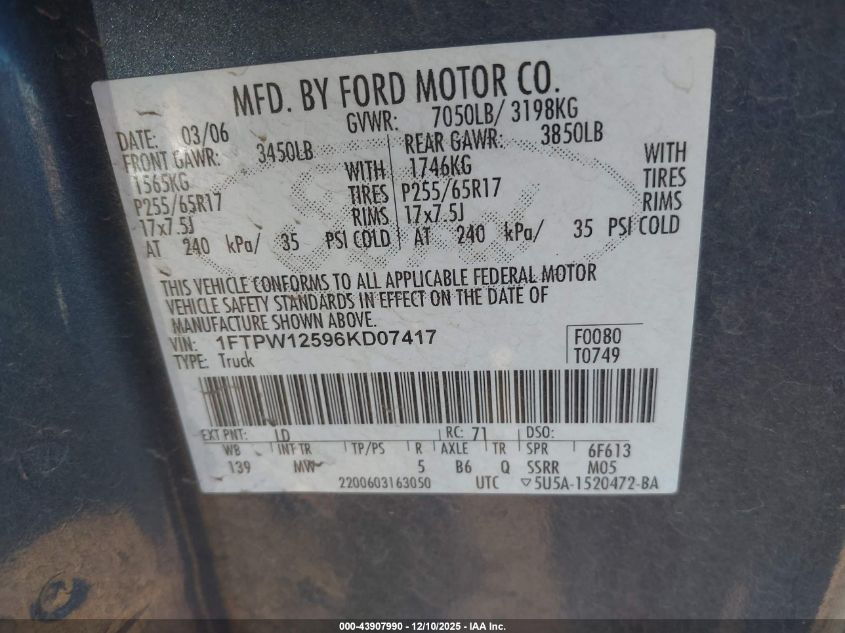 MFD. BY FORD MOTOR CO.
DATE: 03/06 GVWR: 7050LB/ 3198KG
FRONT GAWR: 3450LB REAR GAWR: 3850LB
1565KG WITH 1746KG WITH
P255/65R17 TIRES P255/65R17 TIRES
17x7.5J RIMS 17x7.5J RIMS
AT 240 kPa/ 35 PSI COLD AT 240 kPa/ 35 PSI COLD
THIS VEHICLE CONFORMS TO ALL APPLICABLE FEDERAL MOTOR
VEHICLE SAFETY STANDARDS IN EFFECT ON THE DATE OF
MANUFACTURE SHOWN ABOVE.
VIN: 1FTPW12596KD07417 F0080
TYPE: Truck T0749
EXT PNT: LD RC: 71 DSO:
WB INT TR TP/PS R AXLE TR SPR 6F613
139 MW 5 B6 Q SSRR M05
2200603163050 UTC ▽5U5A-1520472-BA
000-43907990 - 12/10/2025 - IAA Inc.